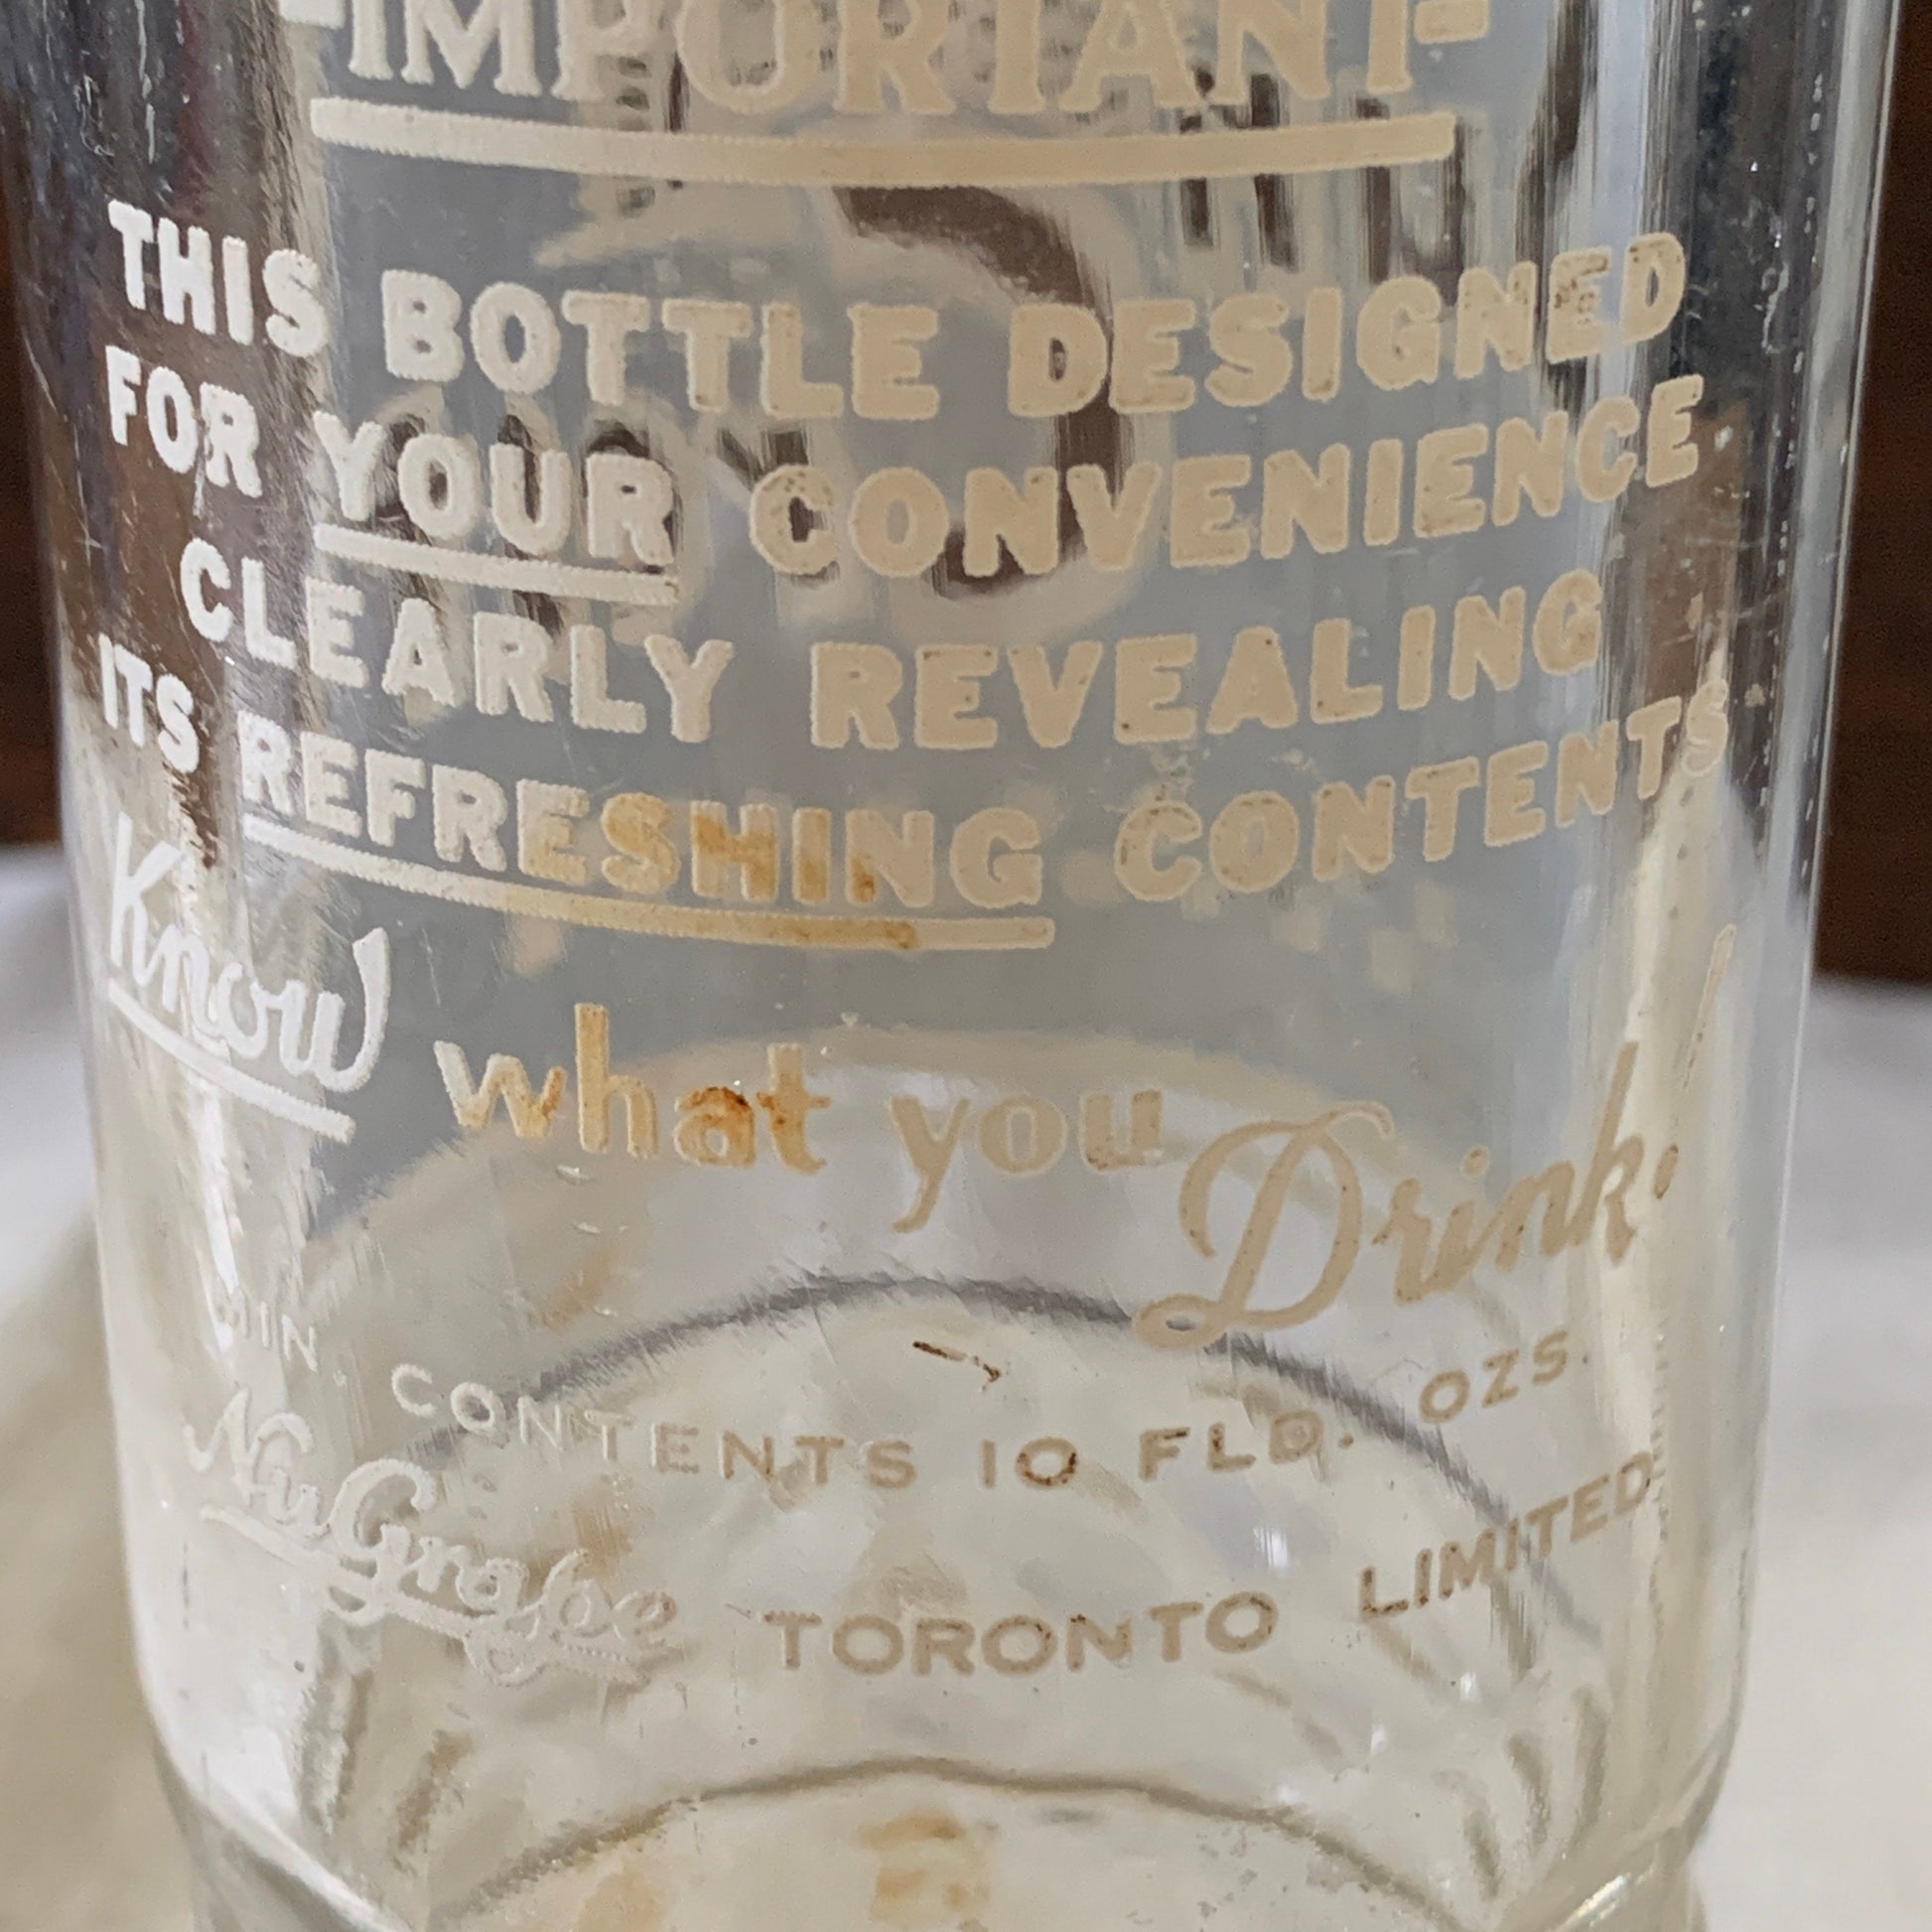 -IMPORTANT-
THIS BOTTLE DESIGNED
FOR YOUR CONVENIENCE
CLEARLY REVEALING
ITS REFRESHING CONTENTS
Know what you Drink!
MIN CONTENTS 10 FLD. OZS.
NuGrape TORONTO LIMITED